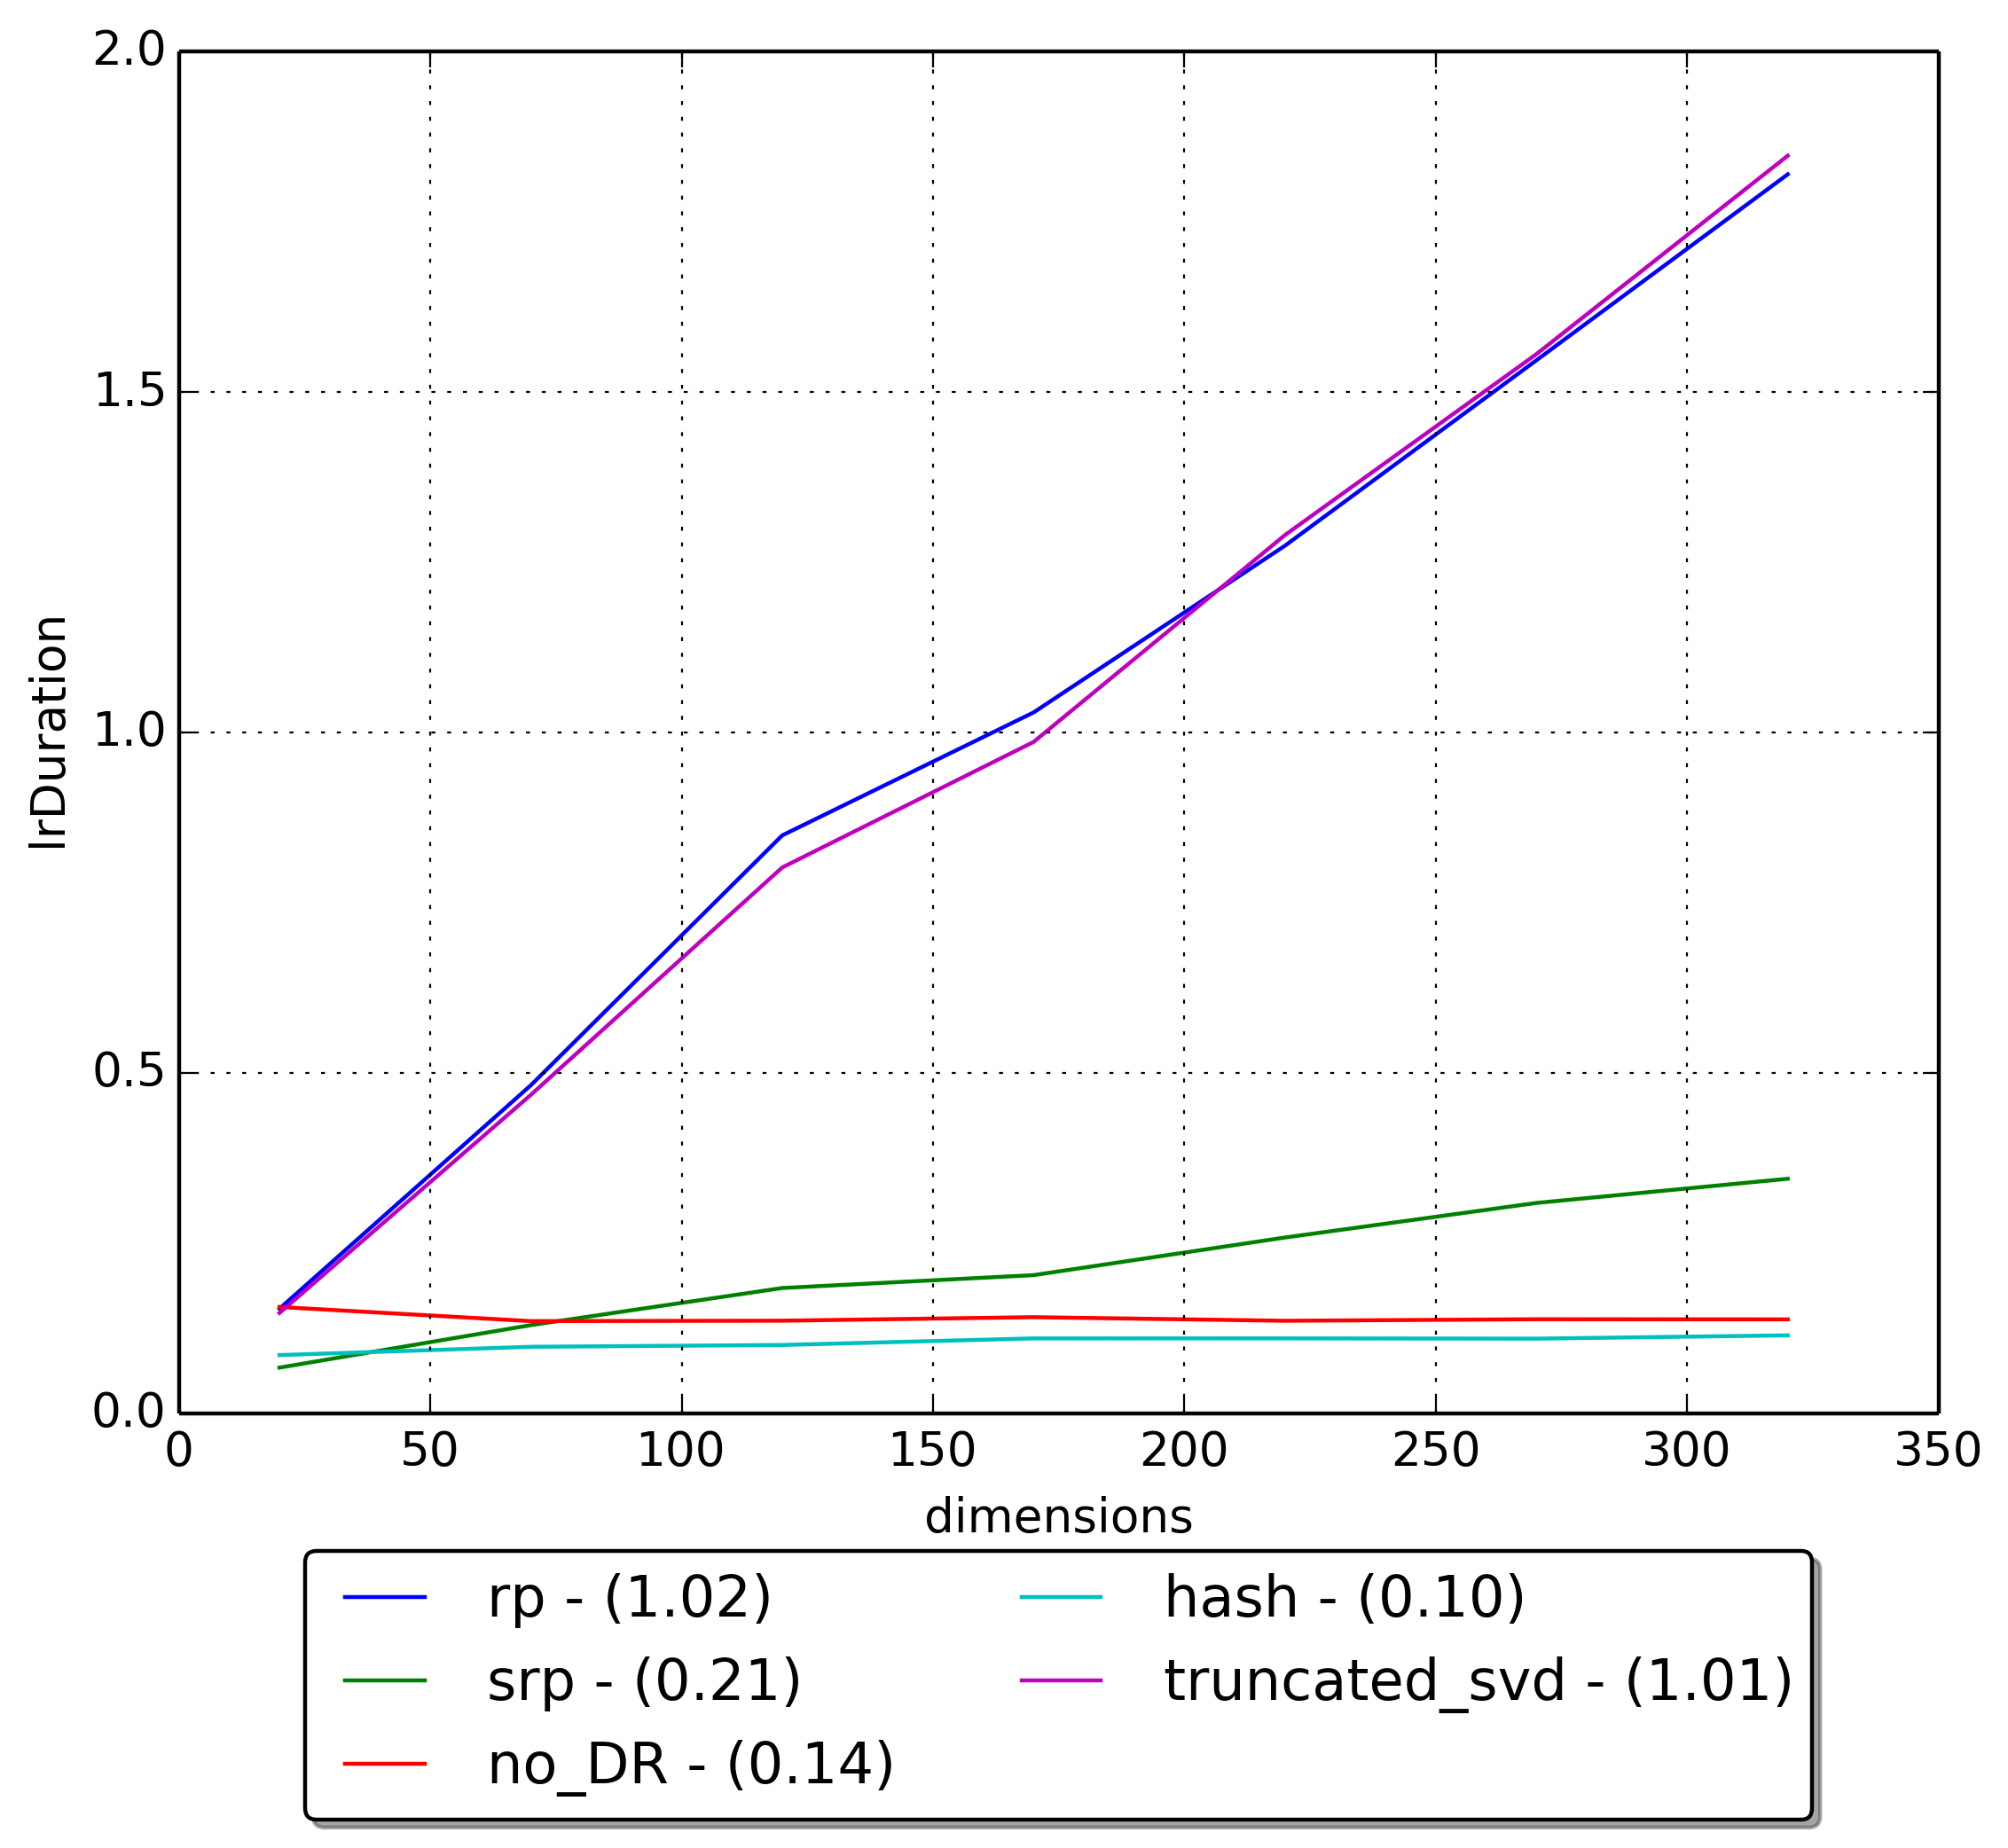 2.0
1.5
1.0
0.5
0.0
lrDuration
0 50 100 150 200 250 300 350
dimensions
rp - (1.02)
srp - (0.21)
no_DR - (0.14)
hash - (0.10)
truncated_svd - (1.01)